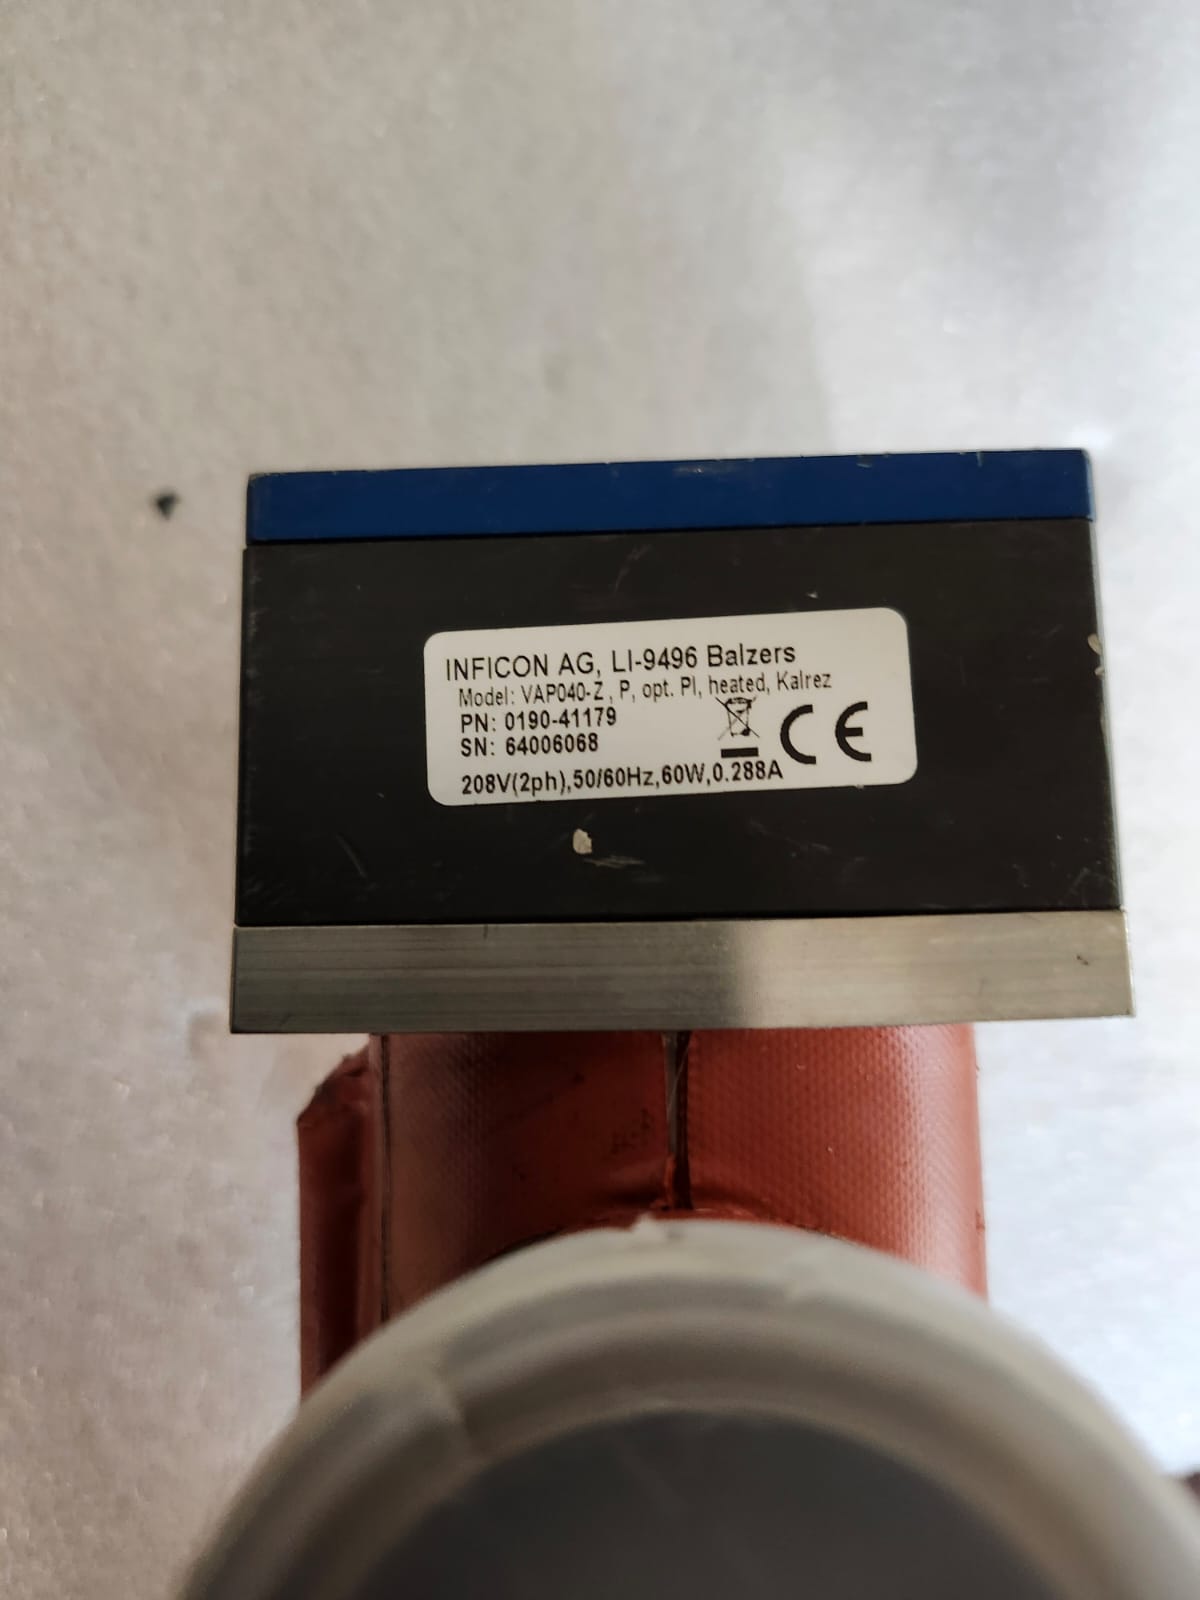 INFICON AG, LI-9496 Balzers
Model: VAP040-Z , P, opt. PI, heated, Kalrez
PN: 0190-41179
SN: 64006068
CE
208V(2ph),50/60Hz,60W,0.288A